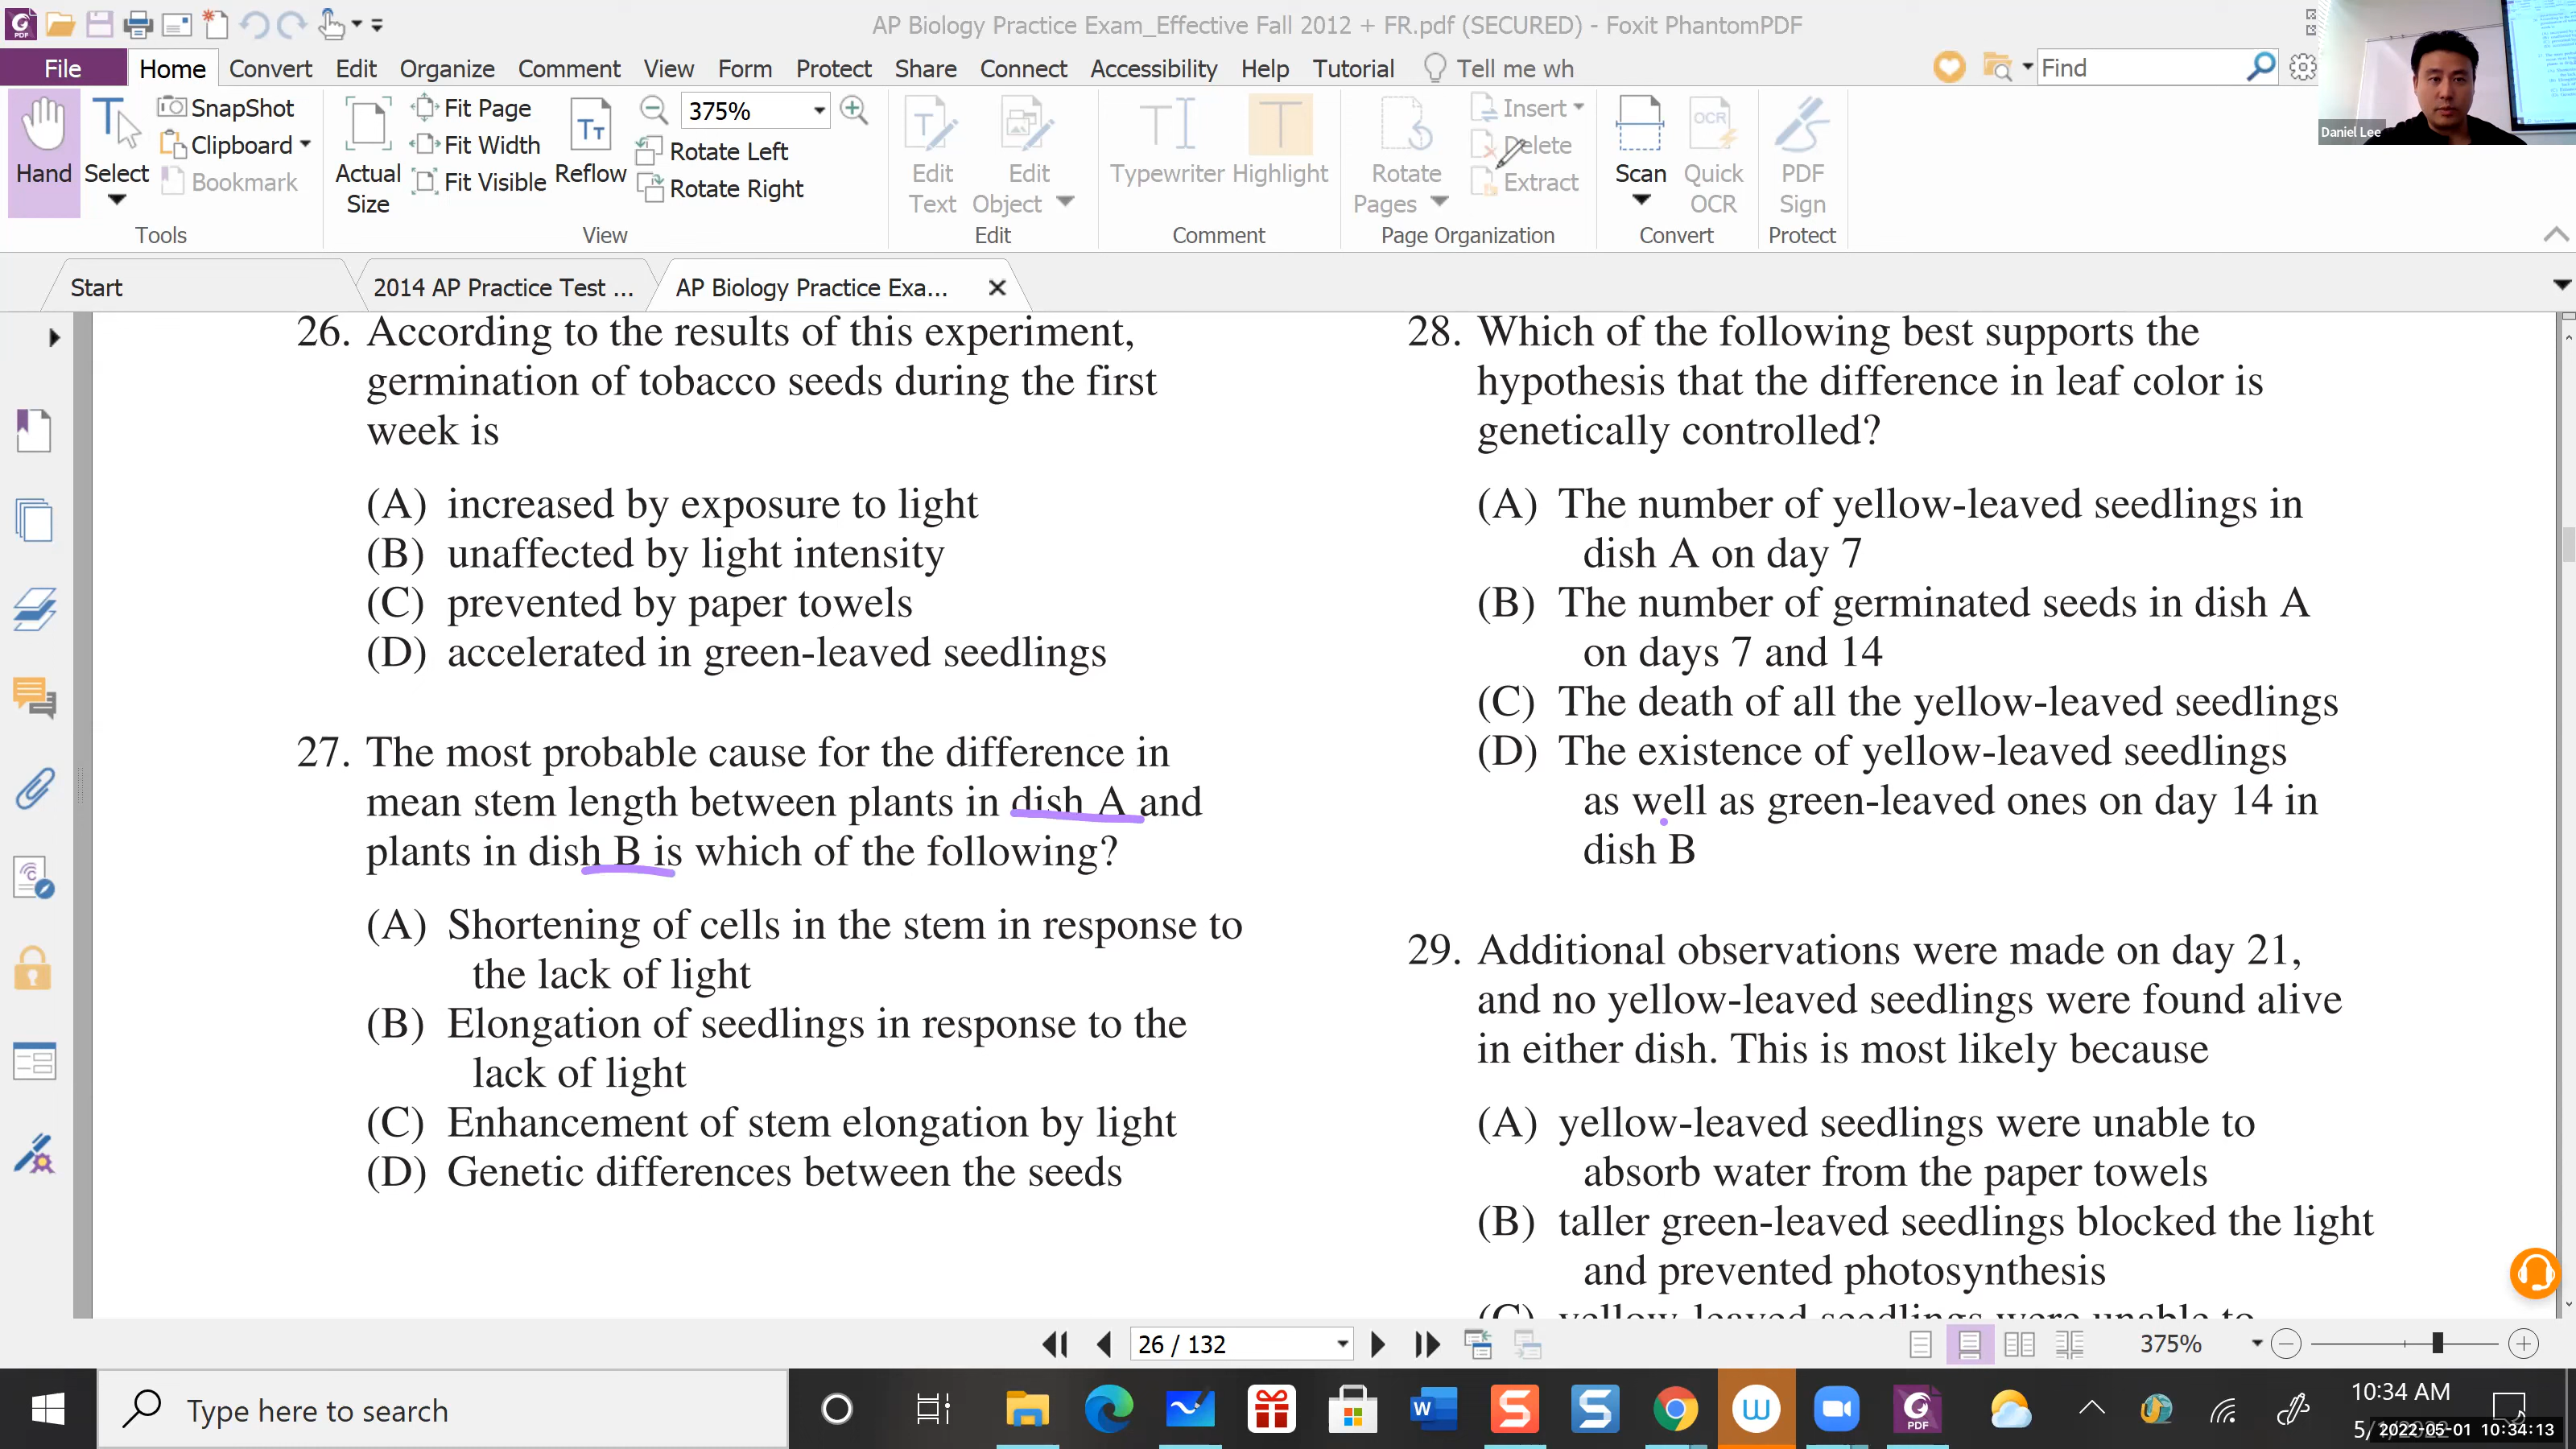 AP Biology Practice Exam_Effective Fall 2012 + FR.pdf (SECURED) - Foxit PhantomPDF
File Home Convert Edit Organize Comment View Form Protect Share Connect Accessibility Help Tutorial Tell me wh Find
Daniel Lee
Hand
Select
SnapShot
Clipboard
Bookmark
Tools
Actual Size
Fit Page
Fit Width
Fit Visible
Reflow
375%
Rotate Left
Rotate Right
View
Edit Text
Edit Object
Edit
Typewriter
Highlight
Comment
Rotate Pages
Insert
Delete
Extract
Page Organization
Scan
OCR
Quick OCR
Convert
PDF Sign
Protect
Start
2014 AP Practice Test ...
AP Biology Practice Exa...
26. According to the results of this experiment,
germination of tobacco seeds during the first
week is
(A) increased by exposure to light
(B) unaffected by light intensity
(C) prevented by paper towels
(D) accelerated in green-leaved seedlings
27. The most probable cause for the difference in
mean stem length between plants in dish A and
plants in dish B is which of the following?
(A) Shortening of cells in the stem in response to
the lack of light
(B) Elongation of seedlings in response to the
lack of light
(C) Enhancement of stem elongation by light
(D) Genetic differences between the seeds
28. Which of the following best supports the
hypothesis that the difference in leaf color is
genetically controlled?
(A) The number of yellow-leaved seedlings in
dish A on day 7
(B) The number of germinated seeds in dish A
on days 7 and 14
(C) The death of all the yellow-leaved seedlings
(D) The existence of yellow-leaved seedlings
as well as green-leaved ones on day 14 in
dish B
29. Additional observations were made on day 21,
and no yellow-leaved seedlings were found alive
in either dish. This is most likely because
(A) yellow-leaved seedlings were unable to
absorb water from the paper towels
(B) taller green-leaved seedlings blocked the light
and prevented photosynthesis
(C) yellow-leaved seedlings were unable to
26 / 132
375%
Type here to search
10:34 AM
2022-05-01 10:34:13